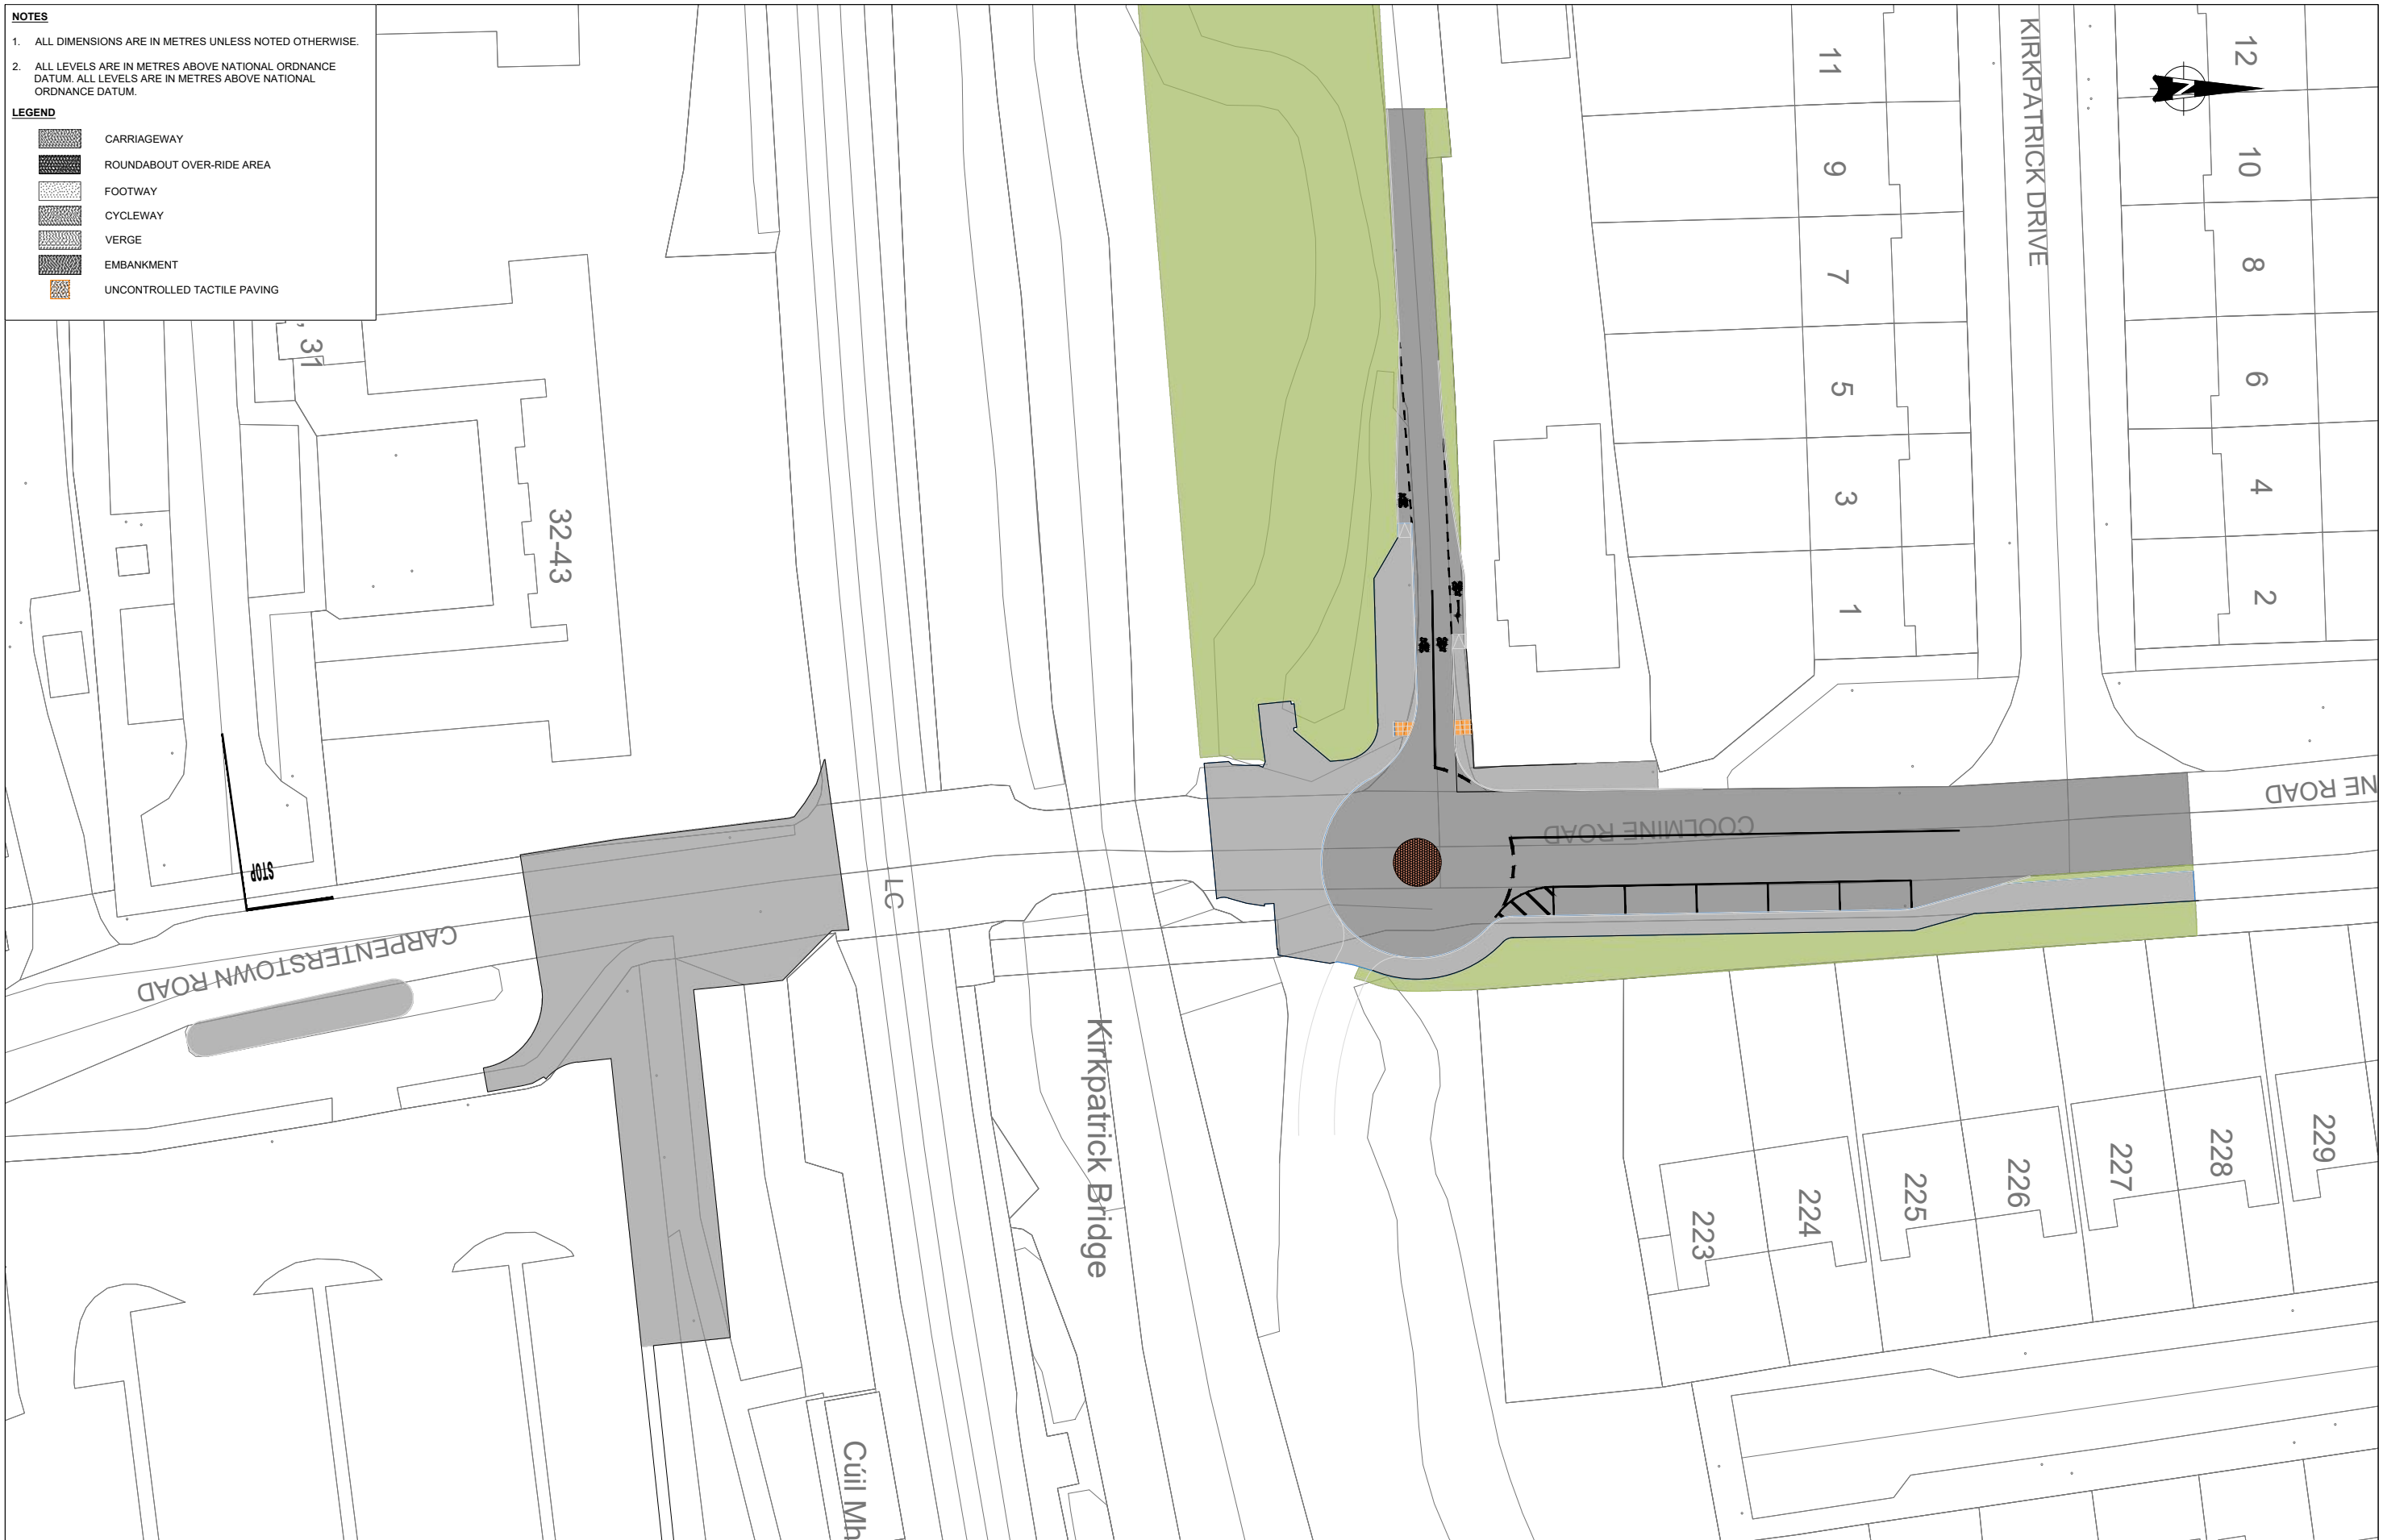 NOTES
1. ALL DIMENSIONS ARE IN METRES UNLESS NOTED OTHERWISE.
2. ALL LEVELS ARE IN METRES ABOVE NATIONAL ORDNANCE
DATUM. ALL LEVELS ARE IN METRES ABOVE NATIONAL
ORDNANCE DATUM.
LEGEND
CARRIAGEWAY
ROUNDABOUT OVER-RIDE AREA
FOOTWAY
CYCLEWAY
VERGE
EMBANKMENT
UNCONTROLLED TACTILE PAVING
, 31
32-43
STOP
CARPENTERSTOWN ROAD
LC
Kirkpatrick Bridge
Cúil Mh
COOLMINE ROAD
NE ROAD
KIRKPATRICK DRIVE
N
11
9
7
5
3
1
12
10
8
6
4
2
223
224
225
226
227
228
229